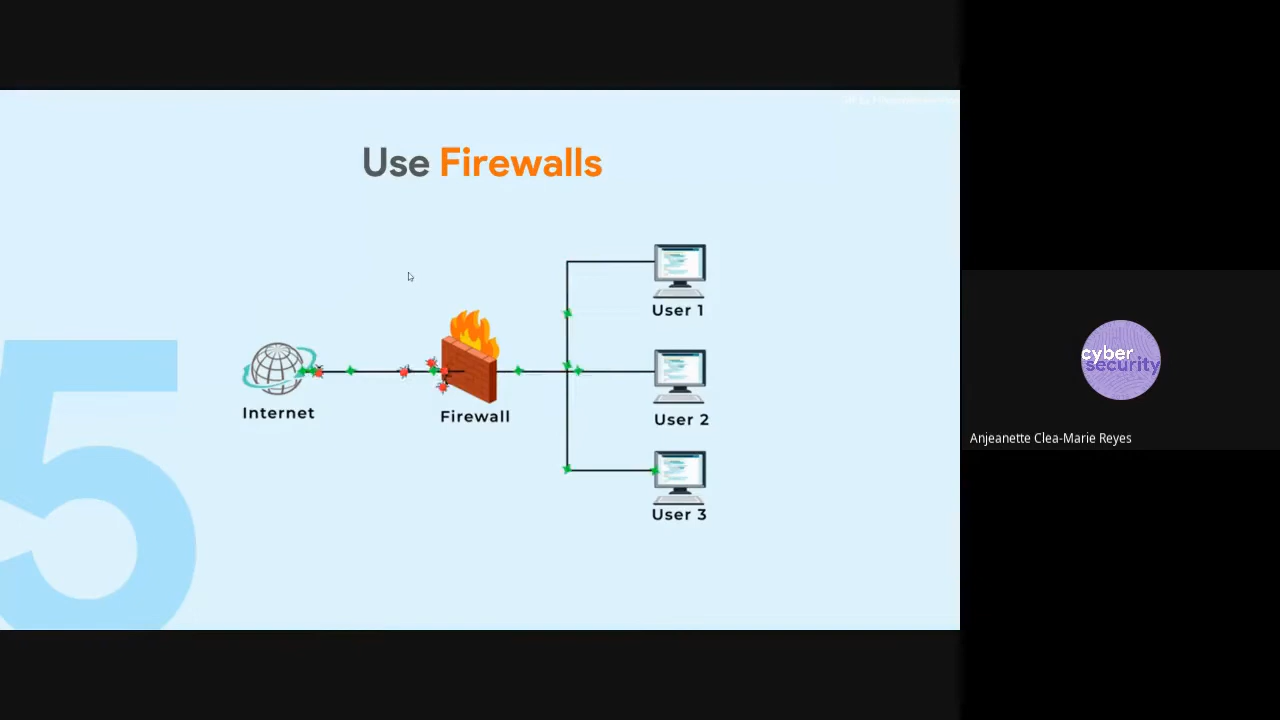 Use Firewalls
User 1
Internet
Firewall
User 2
User 3
5
cyber
security
Anjeanette Clea-Marie Reyes